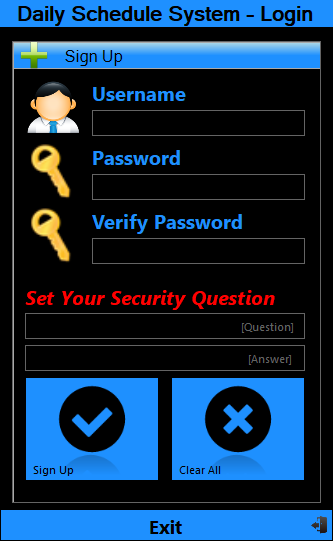 Daily Schedule System - Login
Sign Up
Username
Password
Verify Password
Set Your Security Question
[Question]
[Answer]
Sign Up
Clear All
Exit